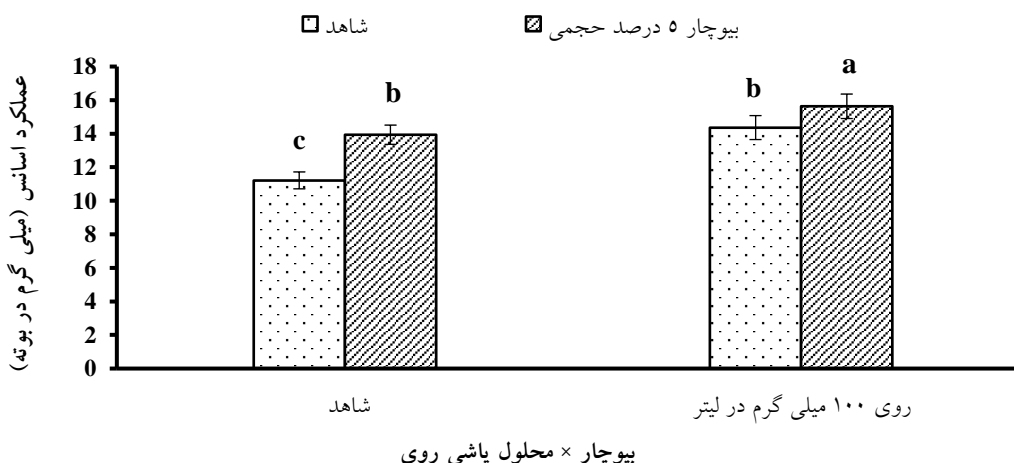 شاهد
بیوچار ۵ درصد حجمی
عملکرد اسانس (میلی گرم در بوته)
18
16
14
12
10
8
6
4
2
0
c
b
b
a
شاهد
روی ۱۰۰ میلی گرم در لیتر
بیوچار × محلول پاشی روی